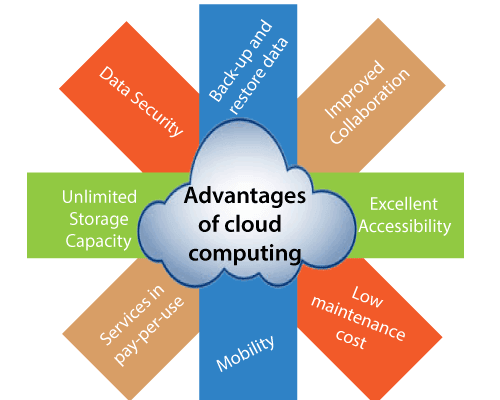 Back-up and
restore data
Improved
Collaboration
Excellent
Accessibility
Low
maintenance
cost
Mobility
Services in
pay-per-use
Unlimited
Storage
Capacity
Data Security
Advantages
of cloud
computing